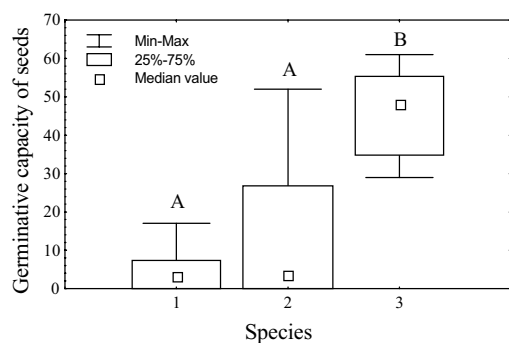 Germinative capacity of seeds
70
60
50
40
30
20
10
0
Min-Max
25%-75%
Median value
A
A
B
1
2
3
Species